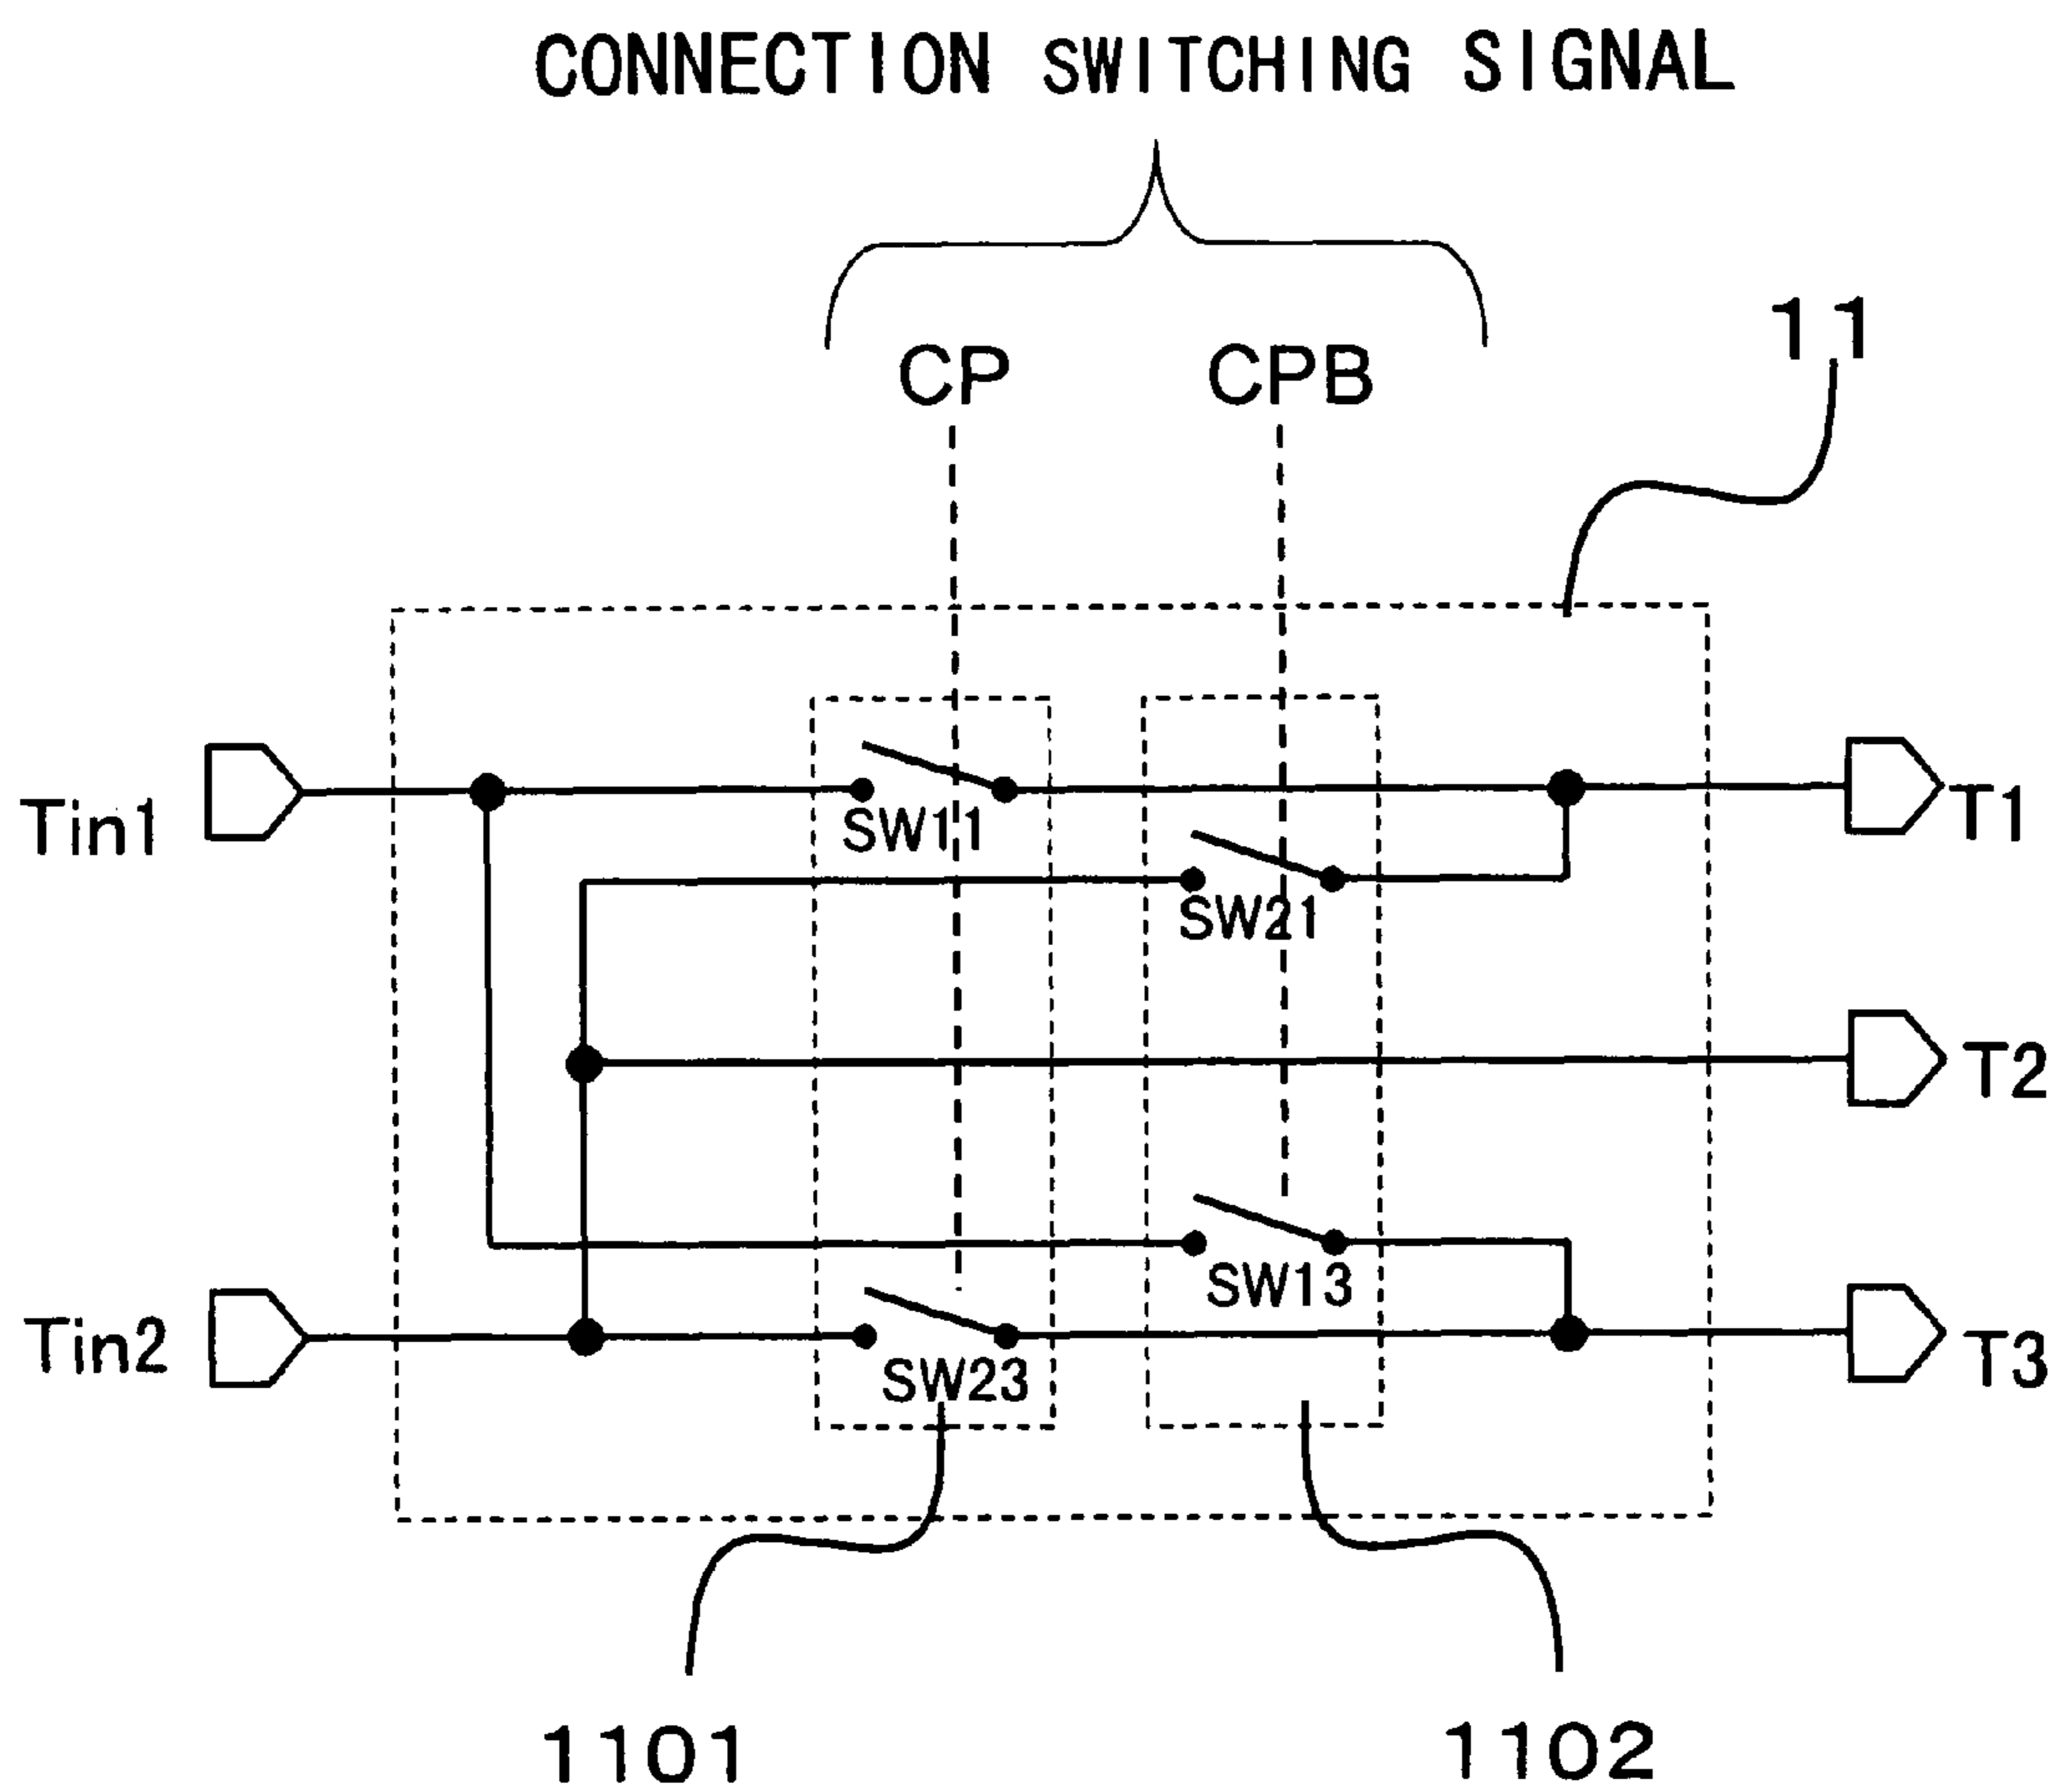 CONNECTION SWITCHING SIGNAL
CP CPB
11
Tin1
SW11
T1
SW21
T2
SW13
Tin2
SW23
T3
1101
1102